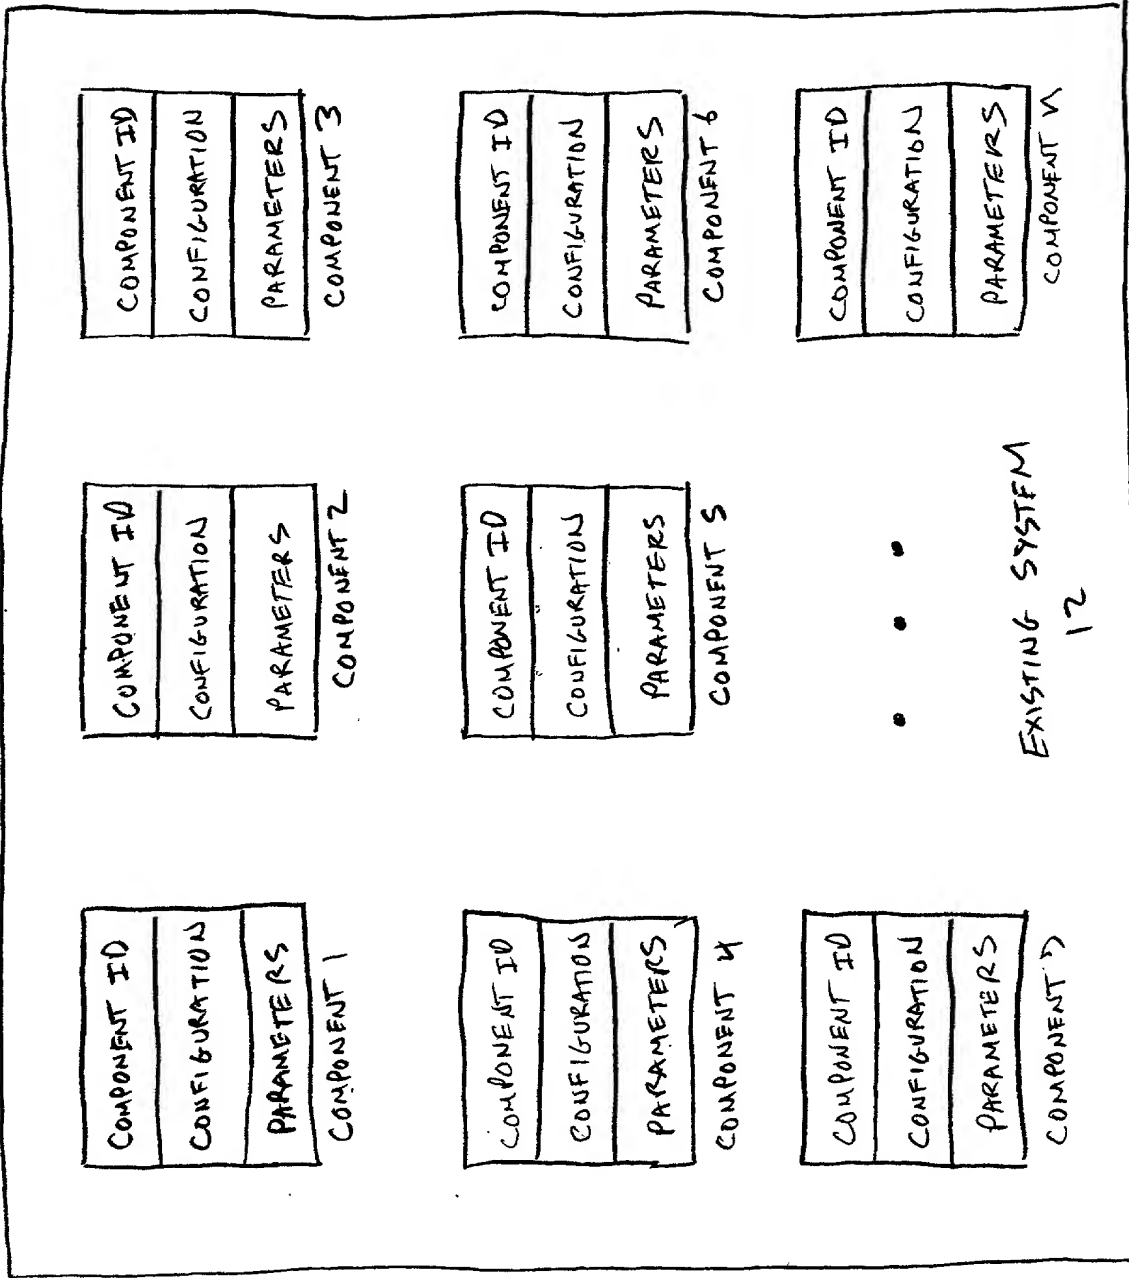 COMPONENT ID
CONFIGURATION
PARAMETERS
COMPONENT 1
COMPONENT ID
CONFIGURATION
PARAMETERS
COMPONENT 2
COMPONENT ID
CONFIGURATION
PARAMETERS
COMPONENT 3
COMPONENT ID
CONFIGURATION
PARAMETERS
COMPONENT 4
COMPONENT ID
CONFIGURATION
PARAMETERS
COMPONENT 5
COMPONENT ID
CONFIGURATION
PARAMETERS
COMPONENT 6
COMPONENT ID
CONFIGURATION
PARAMETERS
COMPONENT 7
• • •
COMPONENT ID
CONFIGURATION
PARAMETERS
COMPONENT N
EXISTING SYSTEM
12